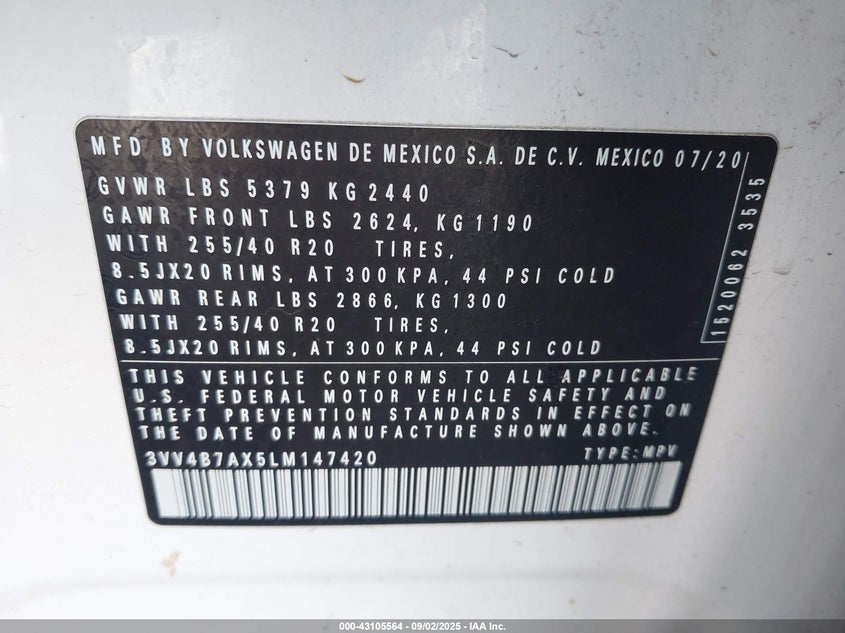 MFD BY VOLKSWAGEN DE MEXICO S.A. DE C.V. MEXICO 07/20
GVWR LBS 5379 KG 2440
GAWR FRONT LBS 2624, KG 1190
WITH 255/40 R20 TIRES,
8.5JX20 RIMS, AT 300 KPA, 44 PSI COLD
GAWR REAR LBS 2866, KG 1300
WITH 255/40 R20 TIRES,
8.5JX20 RIMS, AT 300 KPA, 44 PSI COLD
1520062 3535
THIS VEHICLE CONFORMS TO ALL APPLICABLE
U.S. FEDERAL MOTOR VEHICLE SAFETY AND
THEFT PREVENTION STANDARDS IN EFFECT ON
THE DATE OF MANUFACTURE SHOWN ABOVE.
3VV4B7AX5LM147420 TYPE:MPV
000-43105564 - 09/02/2025 - IAA Inc.